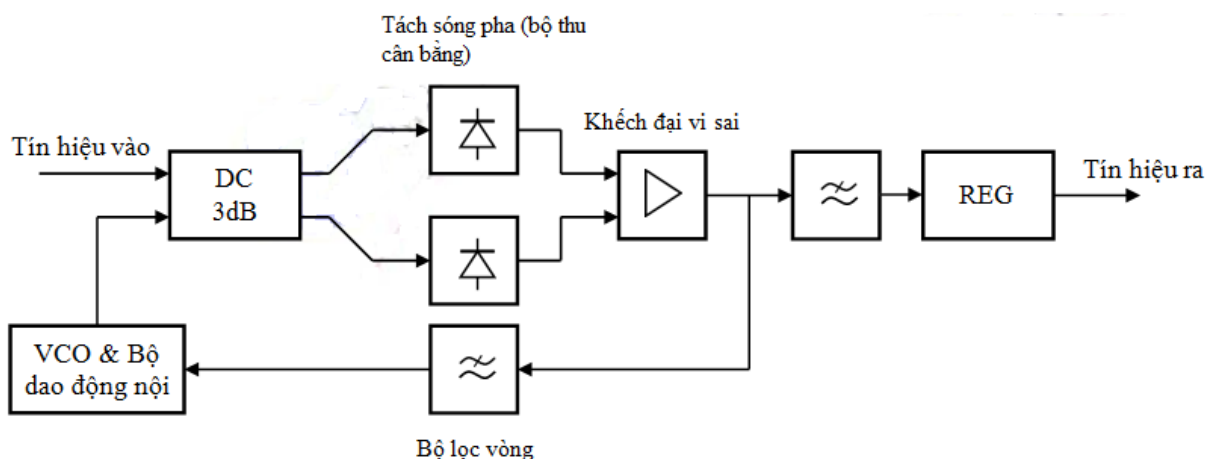 Tách sóng pha (bộ thu
cân bằng)
Khếch đại vi sai
Tín hiệu vào
Tín hiệu ra
DC
3dB
REG
VCO & Bộ
dao động nội
Bộ lọc vòng